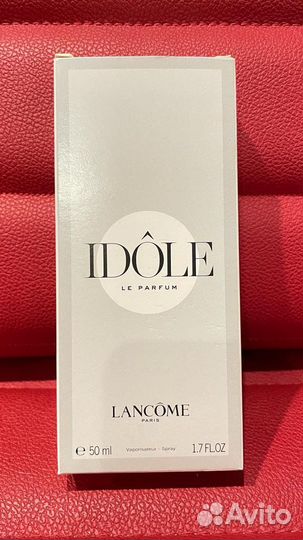 IDÔLE
LE PARFUM
LANCÔME
PARIS
℮ 50 ml Vaporisateur - Spray 1.7 FL.OZ
Avito